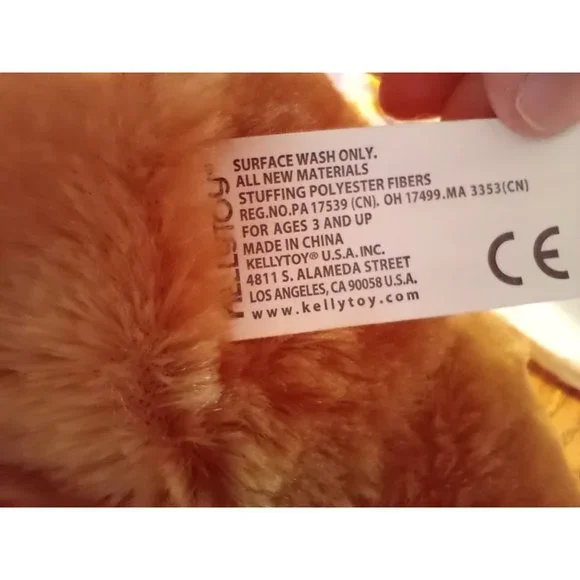 KELLYTOY
SURFACE WASH ONLY.
ALL NEW MATERIALS
STUFFING POLYESTER FIBERS
REG.NO.PA 17539 (CN). OH 17499.MA 3353(CN)
FOR AGES 3 AND UP
MADE IN CHINA
KELLYTOY® U.S.A. INC.
4811 S. ALAMEDA STREET
LOS ANGELES, CA 90058 U.S.A.
www.kellytoy.com
CE